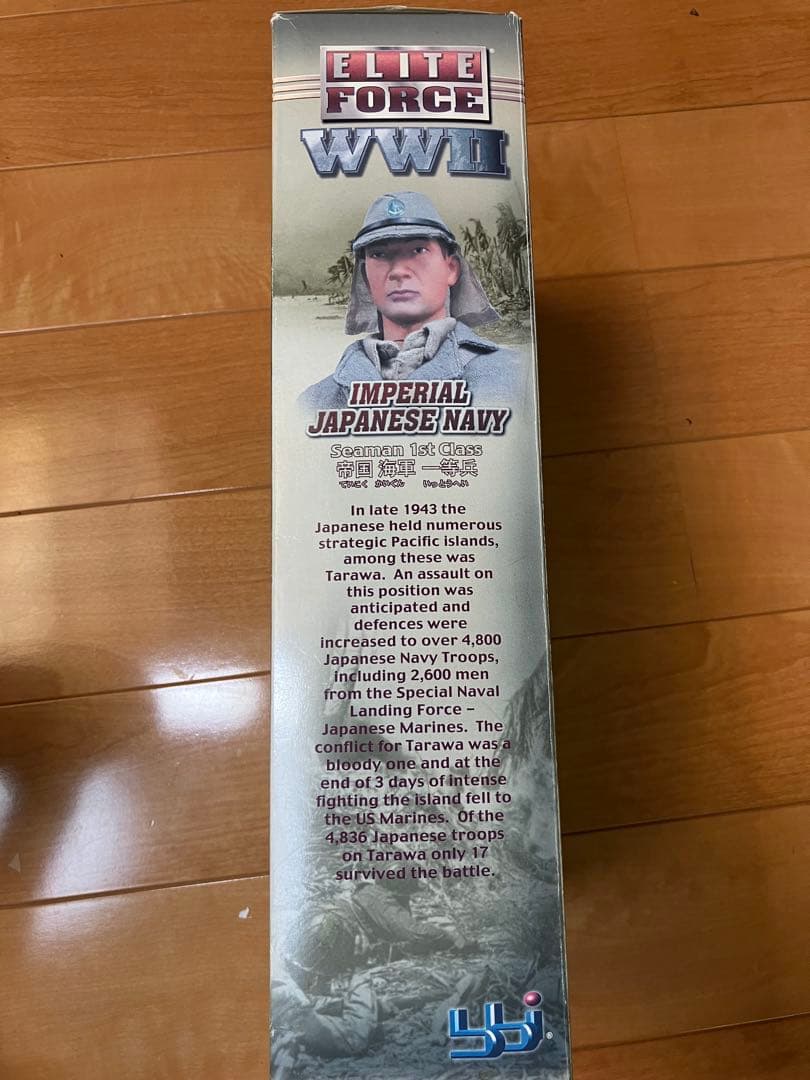 ELITE
FORCE
WWII
IMPERIAL
JAPANESE NAVY
Seaman 1st Class
帝国 海軍 一等兵
ていこく かいぐん いっとうへい
In late 1943 the
Japanese held numerous
strategic Pacific islands,
among these was
Tarawa. An assault on
this position was
anticipated and
defences were
increased to over 4,800
Japanese Navy Troops,
including 2,600 men
from the Special Naval
Landing Force –
Japanese Marines. The
conflict for Tarawa was a
bloody one and at the
end of 3 days of intense
fighting the island fell to
the US Marines. Of the
4,836 Japanese troops
on Tarawa only 17
survived the battle.
bbi®